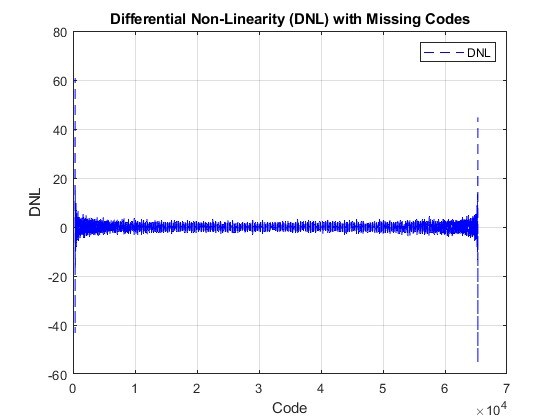 Differential Non-Linearity (DNL) with Missing Codes
DNL
80
60
40
20
0
-20
-40
-60
DNL
0 1 2 3 4 5 6 7
Code
×10^4